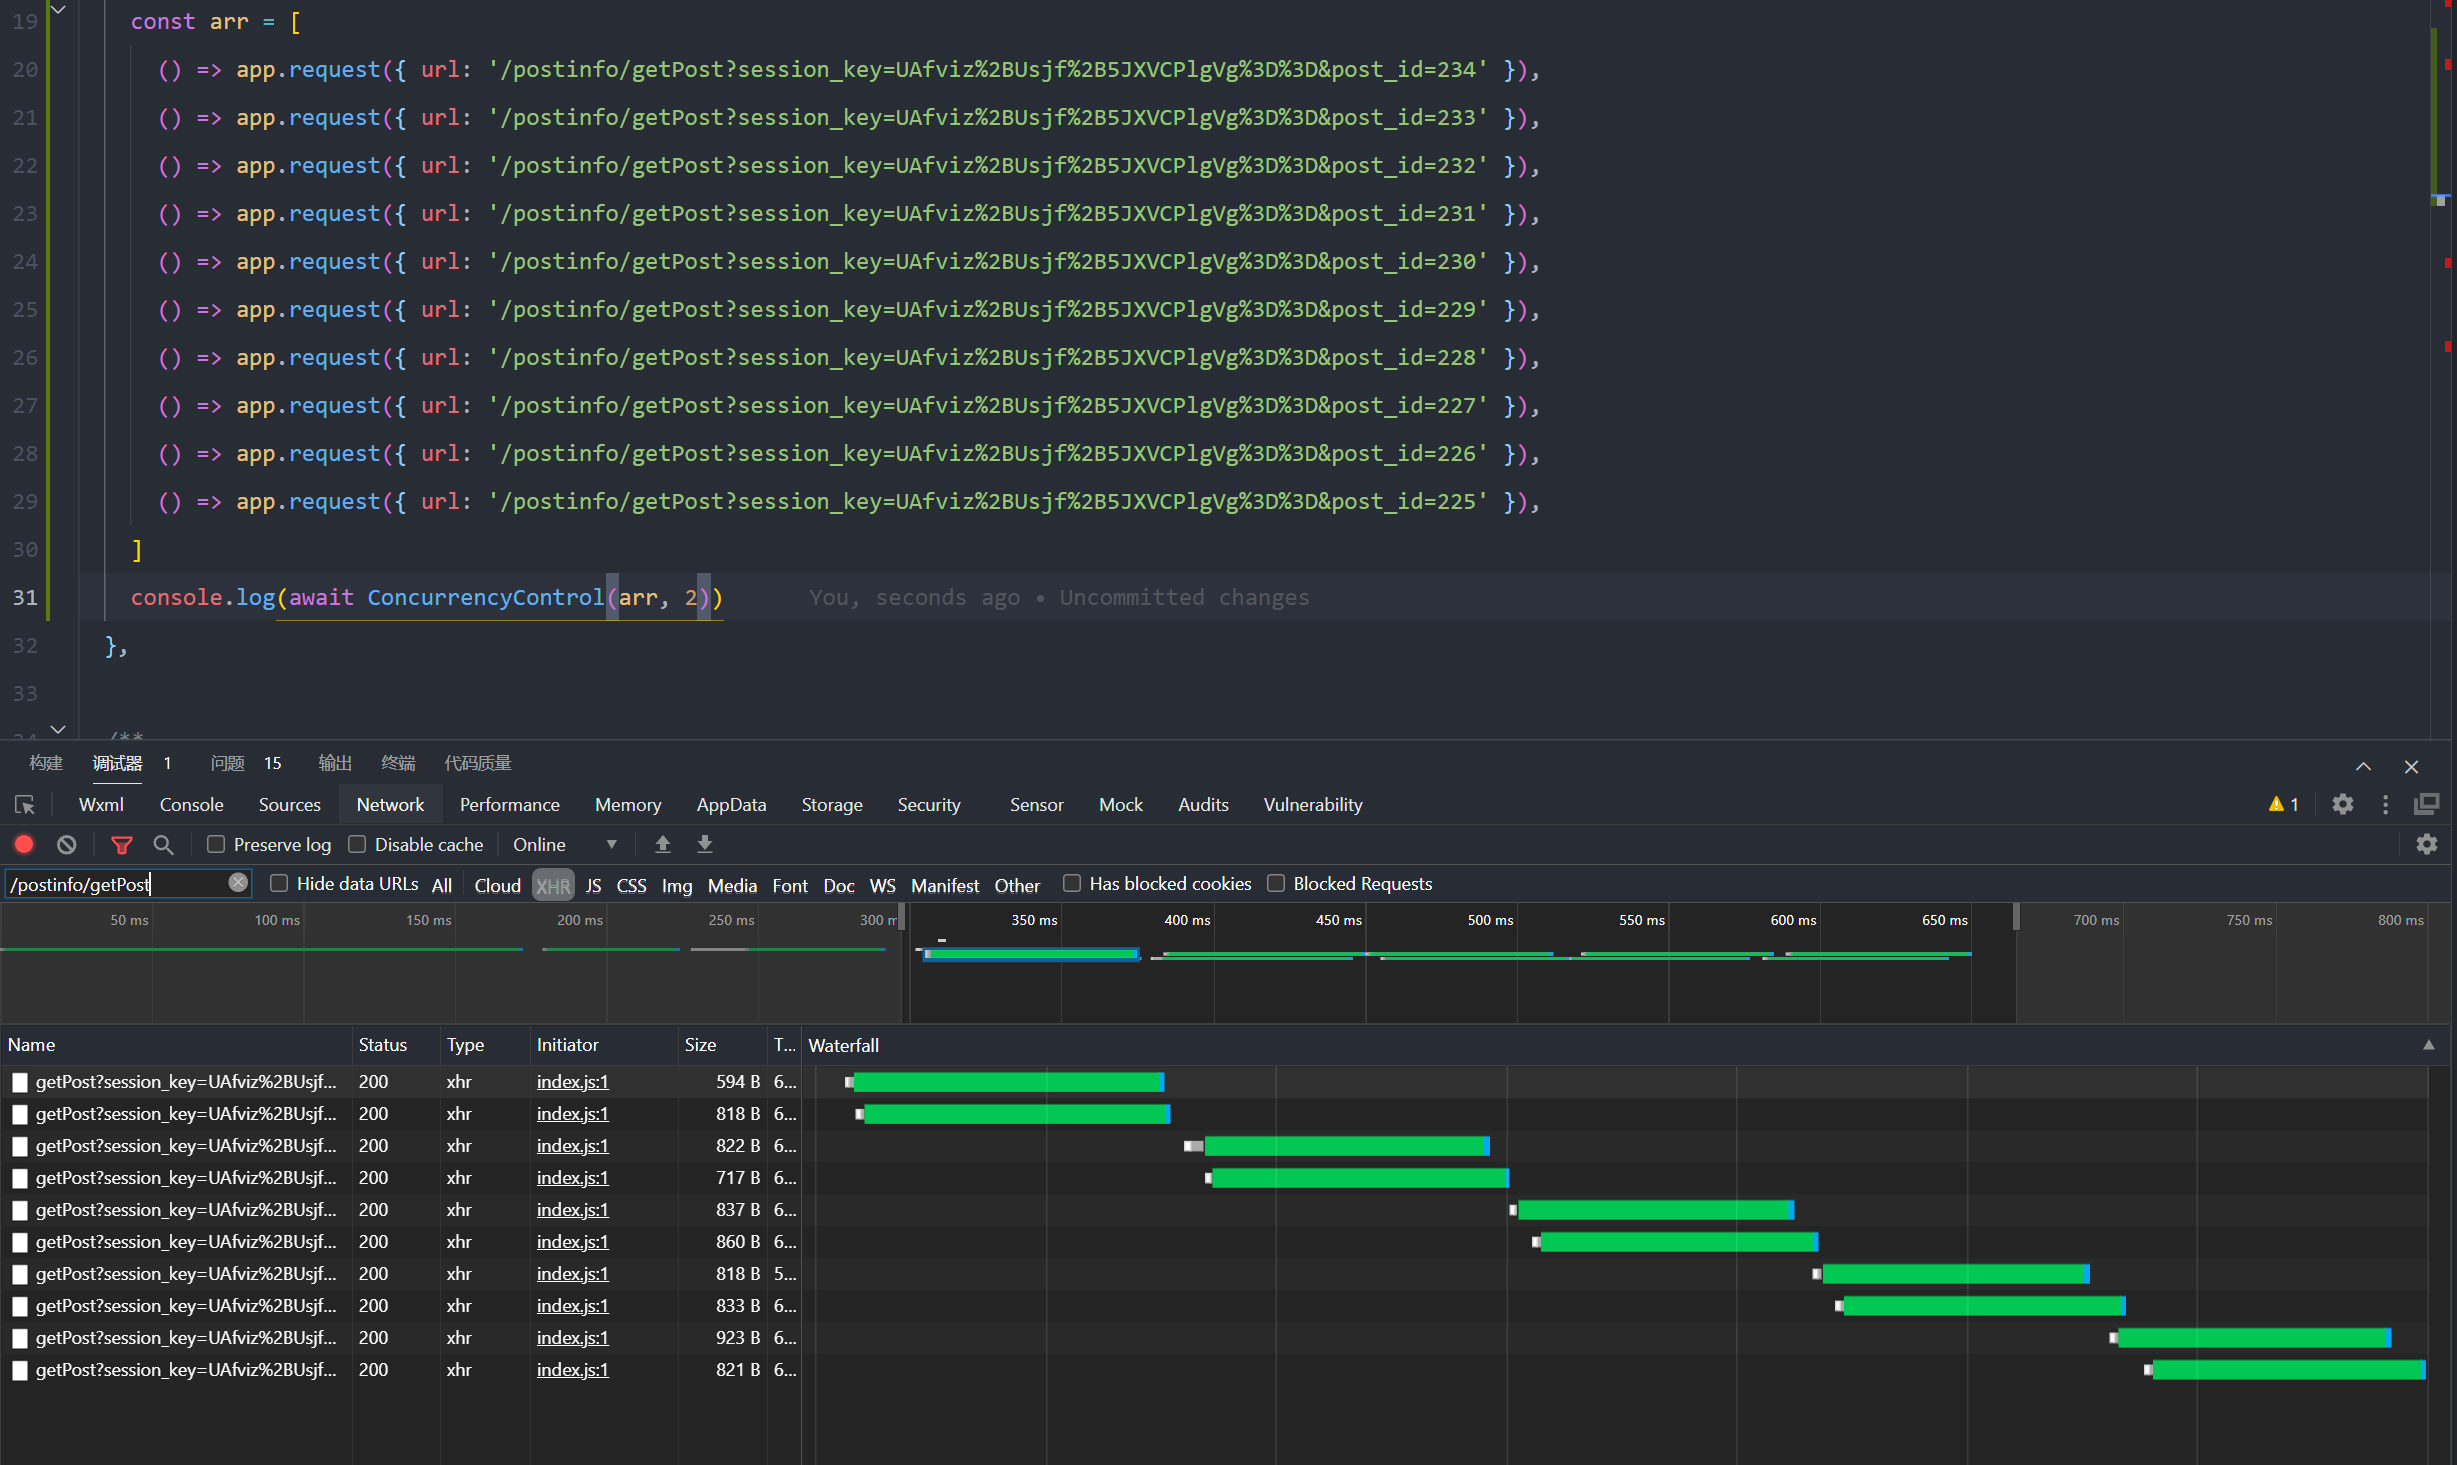 19 const arr = [
20 () => app.request({ url: '/postinfo/getPost?session_key=UAfviz%2BUsjf%2B5JXVCPlgVg%3D%3D&post_id=234' }),
21 () => app.request({ url: '/postinfo/getPost?session_key=UAfviz%2BUsjf%2B5JXVCPlgVg%3D%3D&post_id=233' }),
22 () => app.request({ url: '/postinfo/getPost?session_key=UAfviz%2BUsjf%2B5JXVCPlgVg%3D%3D&post_id=232' }),
23 () => app.request({ url: '/postinfo/getPost?session_key=UAfviz%2BUsjf%2B5JXVCPlgVg%3D%3D&post_id=231' }),
24 () => app.request({ url: '/postinfo/getPost?session_key=UAfviz%2BUsjf%2B5JXVCPlgVg%3D%3D&post_id=230' }),
25 () => app.request({ url: '/postinfo/getPost?session_key=UAfviz%2BUsjf%2B5JXVCPlgVg%3D%3D&post_id=229' }),
26 () => app.request({ url: '/postinfo/getPost?session_key=UAfviz%2BUsjf%2B5JXVCPlgVg%3D%3D&post_id=228' }),
27 () => app.request({ url: '/postinfo/getPost?session_key=UAfviz%2BUsjf%2B5JXVCPlgVg%3D%3D&post_id=227' }),
28 () => app.request({ url: '/postinfo/getPost?session_key=UAfviz%2BUsjf%2B5JXVCPlgVg%3D%3D&post_id=226' }),
29 () => app.request({ url: '/postinfo/getPost?session_key=UAfviz%2BUsjf%2B5JXVCPlgVg%3D%3D&post_id=225' }),
30 ]
31 console.log(await ConcurrencyControl(arr, 2)) You, seconds ago • Uncommitted changes
32 },
33
34 /**
构建 调试器 1 问题 15 输出 终端 代码质量
Wxml Console Sources Network Performance Memory AppData Storage Security Sensor Mock Audits Vulnerability 1
Preserve log Disable cache Online
/postinfo/getPost Hide data URLs All Cloud XHR JS CSS Img Media Font Doc WS Manifest Other Has blocked cookies Blocked Requests
50 ms 100 ms 150 ms 200 ms 250 ms 300 m 350 ms 400 ms 450 ms 500 ms 550 ms 600 ms 650 ms 700 ms 750 ms 800 ms
Name Status Type Initiator Size T... Waterfall
getPost?session_key=UAfviz%2BUsjf... 200 xhr index.js:1 594 B 6...
getPost?session_key=UAfviz%2BUsjf... 200 xhr index.js:1 818 B 6...
getPost?session_key=UAfviz%2BUsjf... 200 xhr index.js:1 822 B 6...
getPost?session_key=UAfviz%2BUsjf... 200 xhr index.js:1 717 B 6...
getPost?session_key=UAfviz%2BUsjf... 200 xhr index.js:1 837 B 6...
getPost?session_key=UAfviz%2BUsjf... 200 xhr index.js:1 860 B 6...
getPost?session_key=UAfviz%2BUsjf... 200 xhr index.js:1 818 B 5...
getPost?session_key=UAfviz%2BUsjf... 200 xhr index.js:1 833 B 6...
getPost?session_key=UAfviz%2BUsjf... 200 xhr index.js:1 923 B 6...
getPost?session_key=UAfviz%2BUsjf... 200 xhr index.js:1 821 B 6...